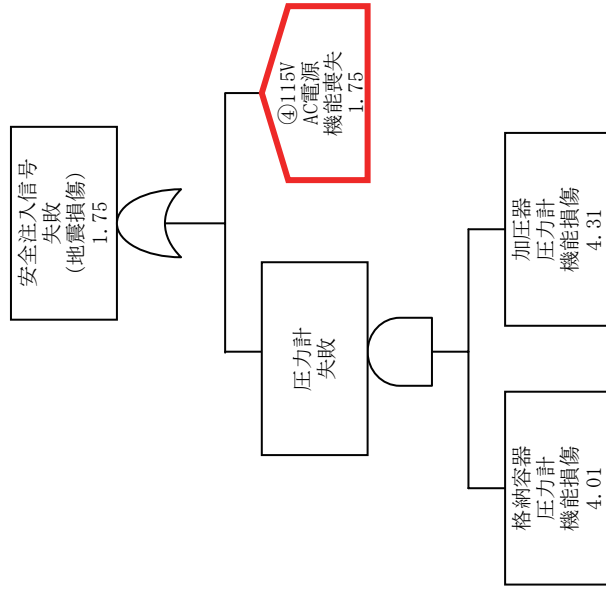 安全注入信号
失敗
(地震損傷)
1.75
圧力計
失敗
④115V
AC電源
機能喪失
1.75
格納容器
圧力計
機能損傷
4.01
加圧器
圧力計
機能損傷
4.31